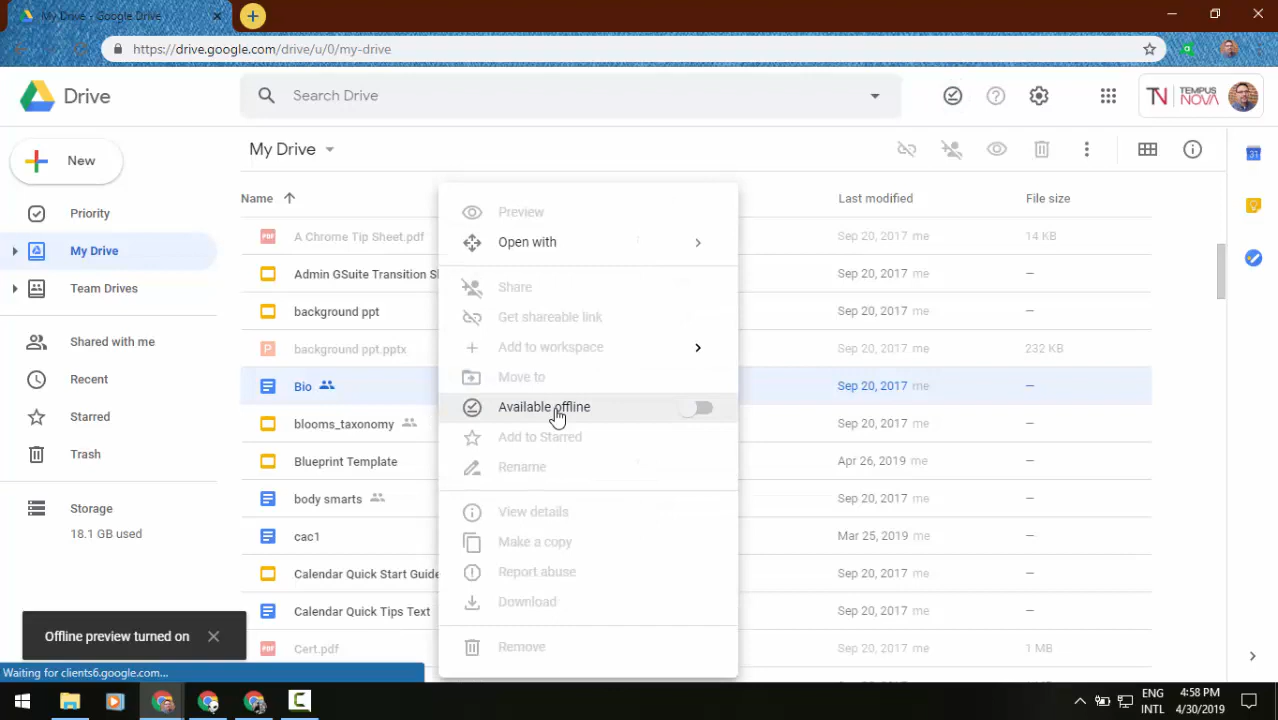 My Drive - Google Drive
https://drive.google.com/drive/u/0/my-drive
Drive
Search Drive
TN TEMPUS NOVA
New
My Drive
Priority
My Drive
Team Drives
Shared with me
Recent
Starred
Trash
Storage
18.1 GB used
Name
Last modified
File size
PDF A Chrome Tip Sheet.pdf
Sep 20, 2017 me
14 KB
Admin GSuite Transition Sl
Sep 20, 2017 me
–
background ppt
Sep 20, 2017 me
–
P background ppt.pptx
Sep 20, 2017 me
232 KB
Bio
Sep 20, 2017 me
–
blooms_taxonomy
Sep 20, 2017 me
–
Blueprint Template
Apr 26, 2019 me
–
body smarts
Sep 20, 2017 me
–
cac1
Mar 25, 2019 me
–
Calendar Quick Start Guide
Sep 20, 2017 me
–
Calendar Quick Tips Text
Sep 20, 2017 me
–
PDF Cert.pdf
Sep 20, 2017 me
1 MB
Preview
Open with
Share
Get shareable link
Add to workspace
Move to
Available offline
Add to Starred
Rename
View details
Make a copy
Report abuse
Download
Remove
31
Offline preview turned on
Waiting for clients6.google.com...
ENG
INTL
4:58 PM
4/30/2019